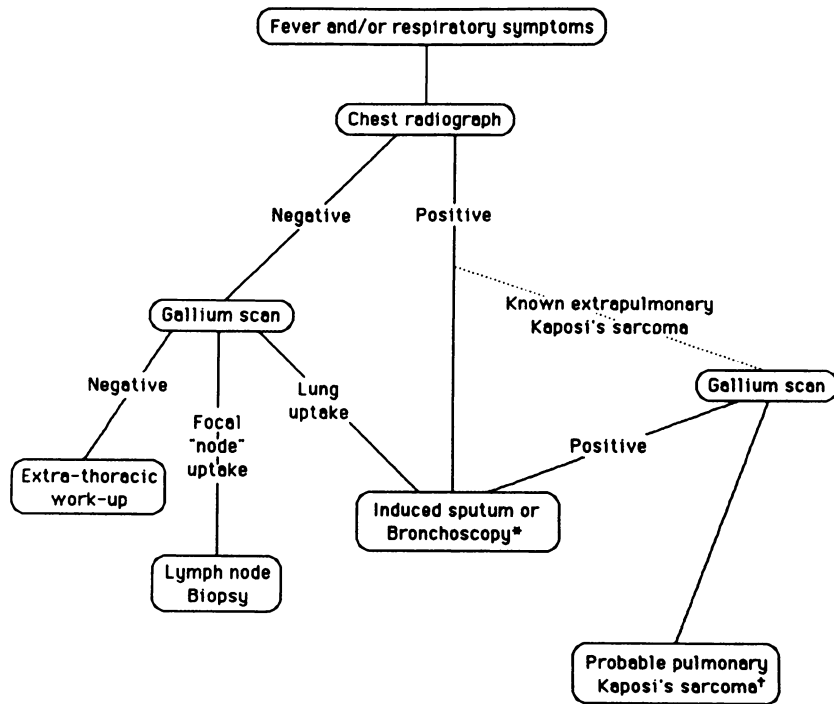 Fever and/or respiratory symptoms
Chest radiograph
Negative
Positive
Known extrapulmonary
Kaposi's sarcoma
Gallium scan
Gallium scan
Negative
Focal
"node"
uptake
Lung
uptake
Positive
Extra-thoracic
work-up
Induced sputum or
Bronchoscopy*
Lymph node
Biopsy
Probable pulmonary
Kaposi's sarcoma†